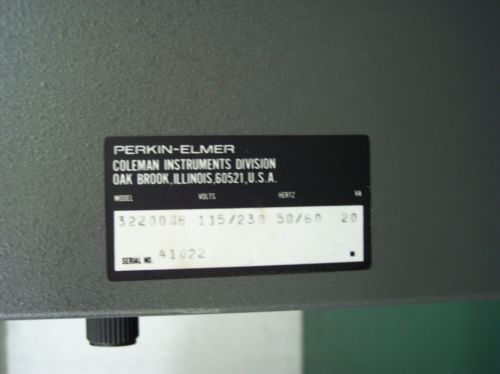 PERKIN-ELMER
COLEMAN INSTRUMENTS DIVISION
OAK BROOK, ILLINOIS, 60521, U.S.A.
MODEL VOLTS HERTZ VA
3220008 115/230 50/60 20
SERIAL NO. 41022